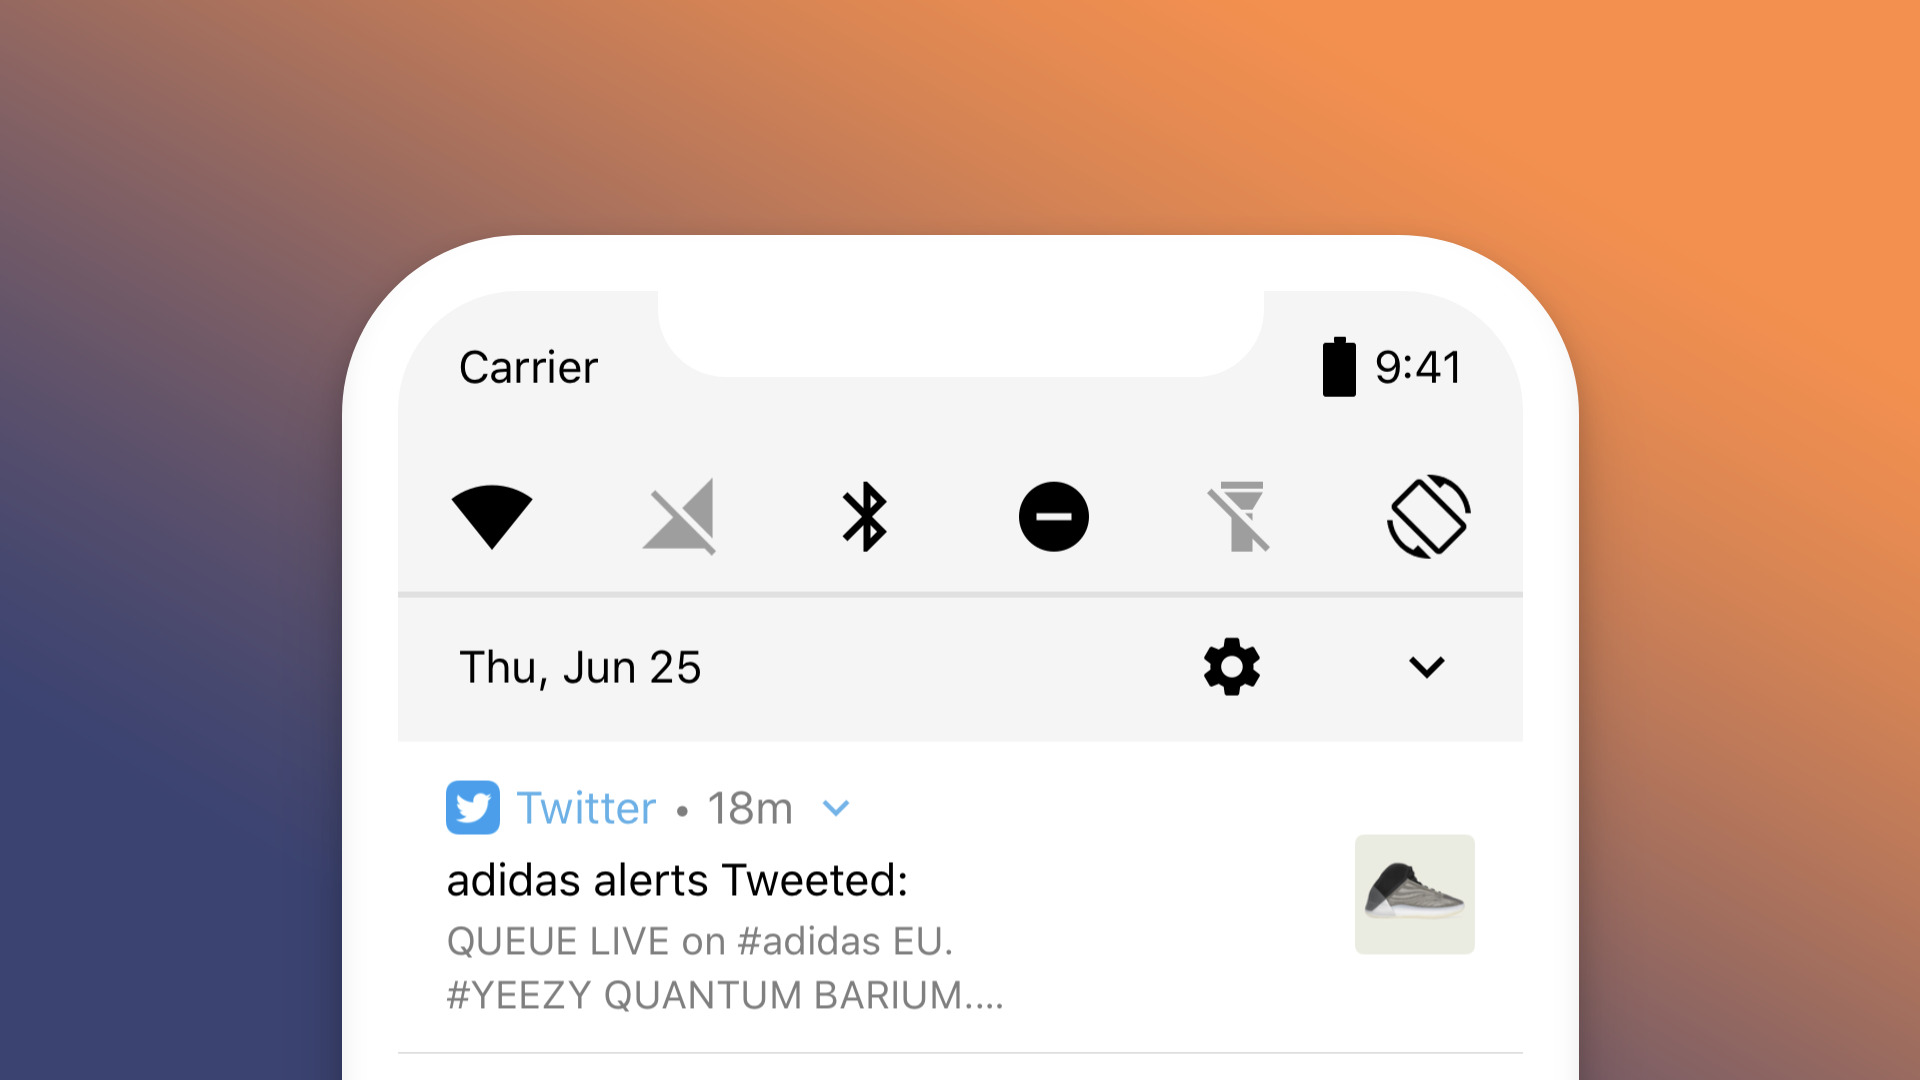 Carrier
9:41
Thu, Jun 25
Twitter • 18m
adidas alerts Tweeted:
QUEUE LIVE on #adidas EU.
#YEEZY QUANTUM BARIUM....